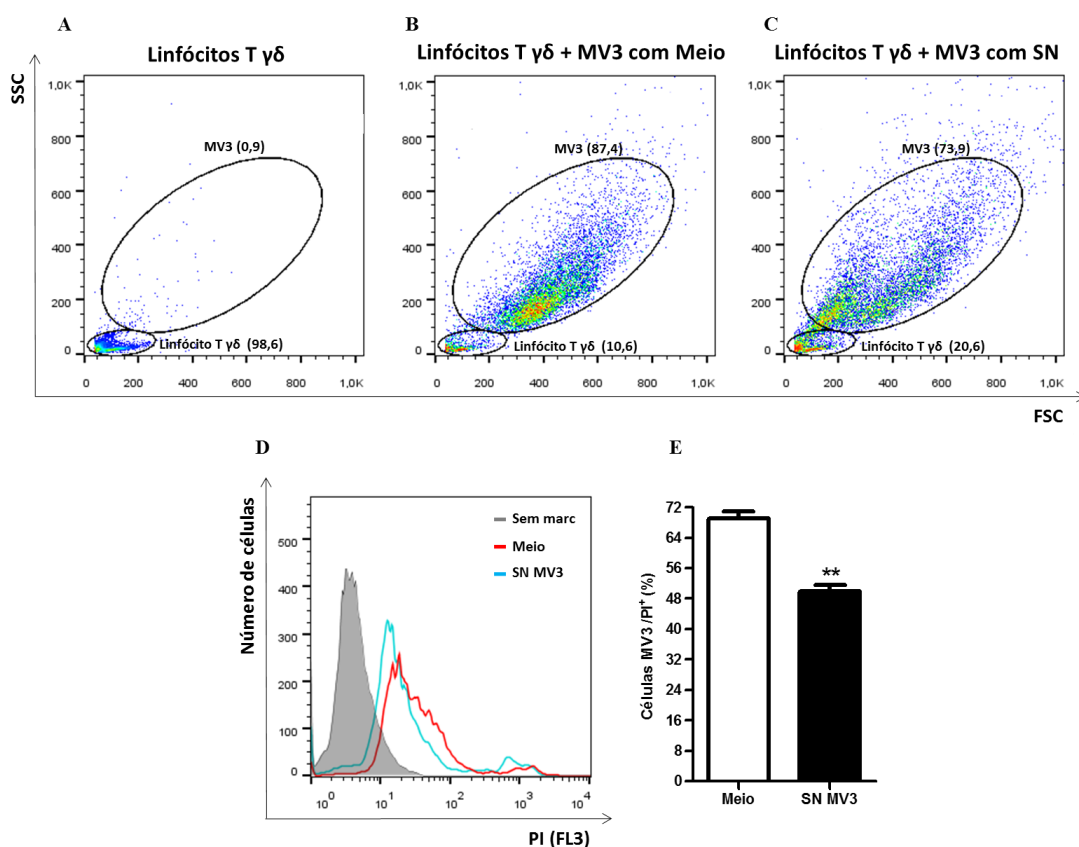 A
B
C
Linfócitos T γδ
Linfócitos T γδ + MV3 com Meio
Linfócitos T γδ + MV3 com SN
SSC
1,0K
800
600
400
200
0
MV3 (0,9)
Linfócito T γδ (98,6)
0 200 400 600 800 1,0K
1,0K
800
600
400
200
0
MV3 (87,4)
Linfócito T γδ (10,6)
0 200 400 600 800 1,0K
1,0K
800
600
400
200
0
MV3 (73,9)
Linfócito T γδ (20,6)
0 200 400 600 800 1,0K
FSC
D
Número de células
500
400
300
200
100
0
Sem marc
Meio
SN MV3
10⁰ 10¹ 10² 10³ 10⁴
PI (FL3)
E
Células MV3/PI⁺ (%)
72
64
56
48
40
32
24
16
8
0
**
Meio SN MV3